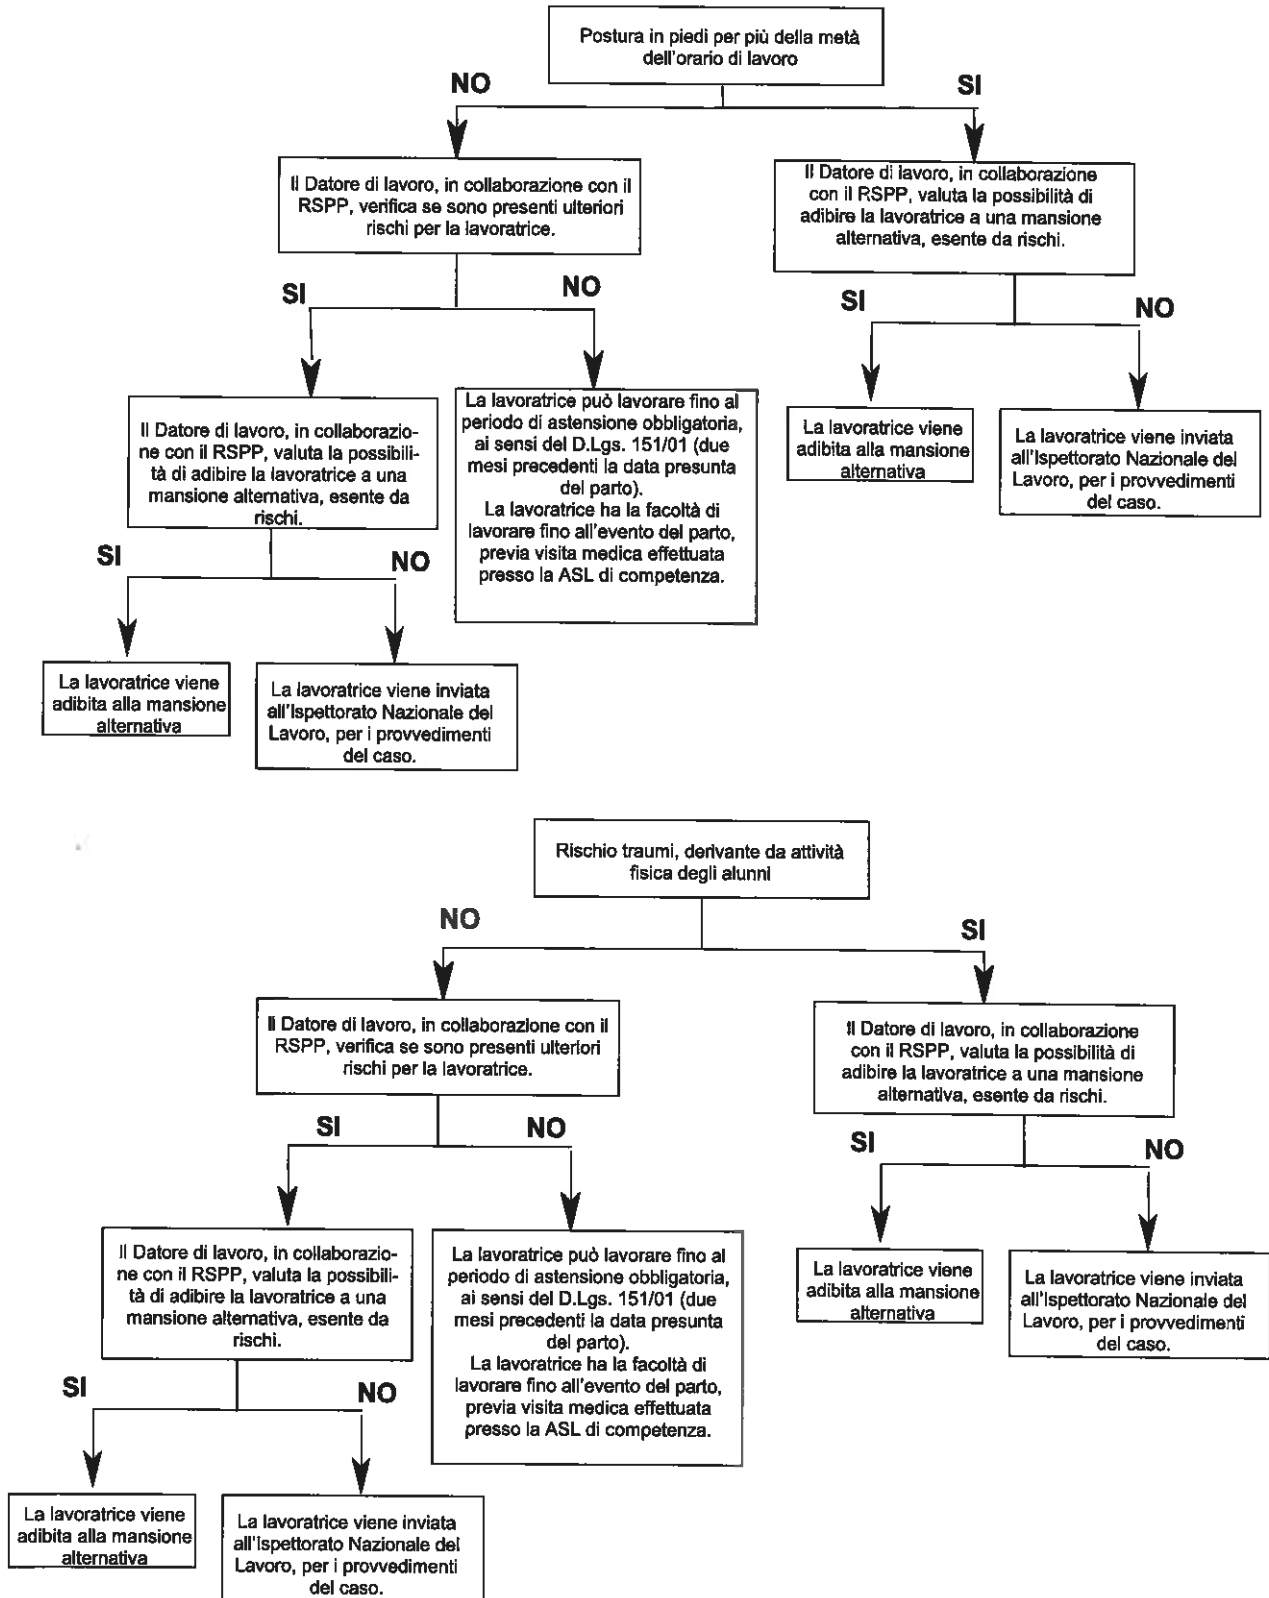 Postura in piedi per più della metà
dell'orario di lavoro
NO
SI
Il Datore di lavoro, in collaborazione con il
RSPP, verifica se sono presenti ulteriori
rischi per la lavoratrice.
Il Datore di lavoro, in collaborazione
con il RSPP, valuta la possibilità di
adibire la lavoratrice a una mansione
alternativa, esente da rischi.
SI
NO
SI
NO
Il Datore di lavoro, in collaborazio-
ne con il RSPP, valuta la possibili-
tà di adibire la lavoratrice a una
mansione alternativa, esente da
rischi.
La lavoratrice può lavorare fino al
periodo di astensione obbligatoria,
ai sensi del D.Lgs. 151/01 (due
mesi precedenti la data presunta
del parto).
La lavoratrice ha la facoltà di
lavorare fino all'evento del parto,
previa visita medica effettuata
presso la ASL di competenza.
La lavoratrice viene
adibita alla mansione
alternativa
La lavoratrice viene inviata
all'Ispettorato Nazionale del
Lavoro, per i provvedimenti
del caso.
SI
NO
La lavoratrice viene
adibita alla mansione
alternativa
La lavoratrice viene inviata
all'Ispettorato Nazionale del
Lavoro, per i provvedimenti
del caso.
Rischio traumi, derivante da attività
fisica degli alunni
NO
SI
Il Datore di lavoro, in collaborazione con il
RSPP, verifica se sono presenti ulteriori
rischi per la lavoratrice.
Il Datore di lavoro, in collaborazione
con il RSPP, valuta la possibilità di
adibire la lavoratrice a una mansione
alternativa, esente da rischi.
SI
NO
SI
NO
Il Datore di lavoro, in collaborazio-
ne con il RSPP, valuta la possibili-
tà di adibire la lavoratrice a una
mansione alternativa, esente da
rischi.
La lavoratrice può lavorare fino al
periodo di astensione obbligatoria,
ai sensi del D.Lgs. 151/01 (due
mesi precedenti la data presunta
del parto).
La lavoratrice ha la facoltà di
lavorare fino all'evento del parto,
previa visita medica effettuata
presso la ASL di competenza.
La lavoratrice viene
adibita alla mansione
alternativa
La lavoratrice viene inviata
all'Ispettorato Nazionale del
Lavoro, per i provvedimenti
del caso.
SI
NO
La lavoratrice viene
adibita alla mansione
alternativa
La lavoratrice viene inviata
all'Ispettorato Nazionale del
Lavoro, per i provvedimenti
del caso.